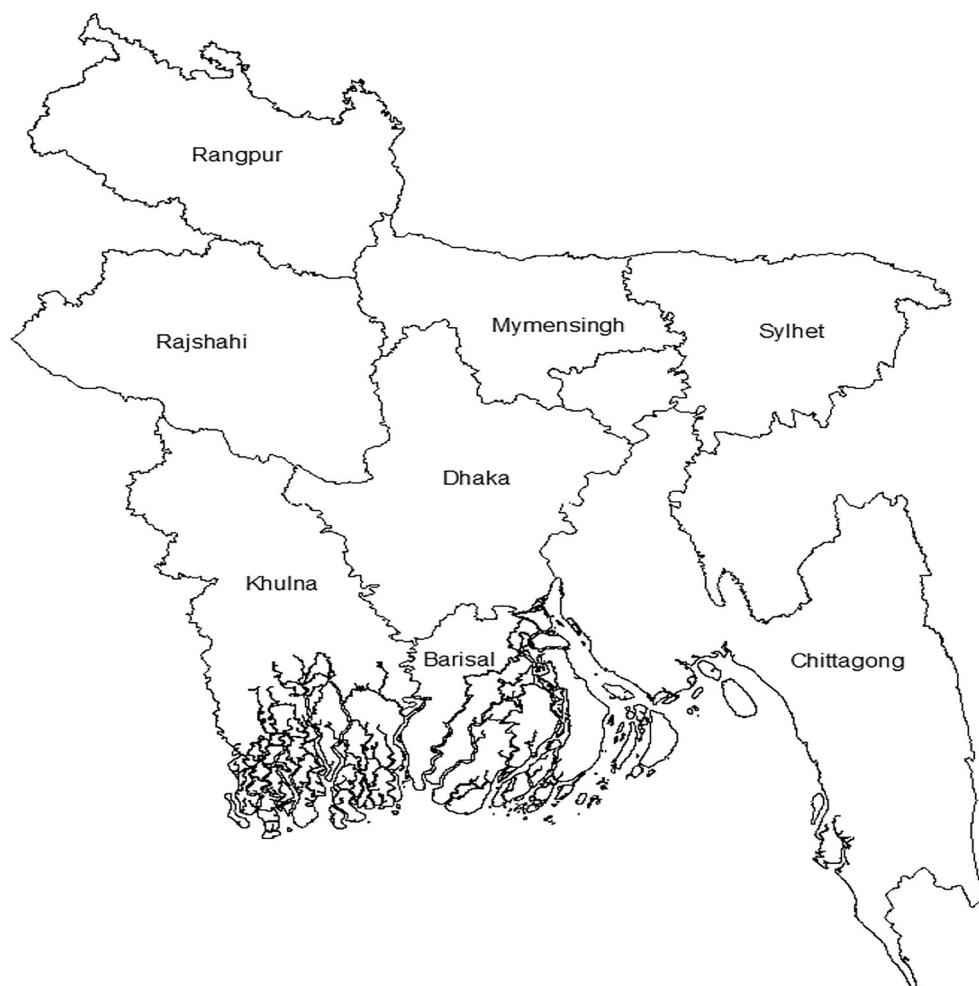 Rangpur
Mymensingh
Sylhet
Rajshahi
Dhaka
Khulna
Barisal
Chittagong